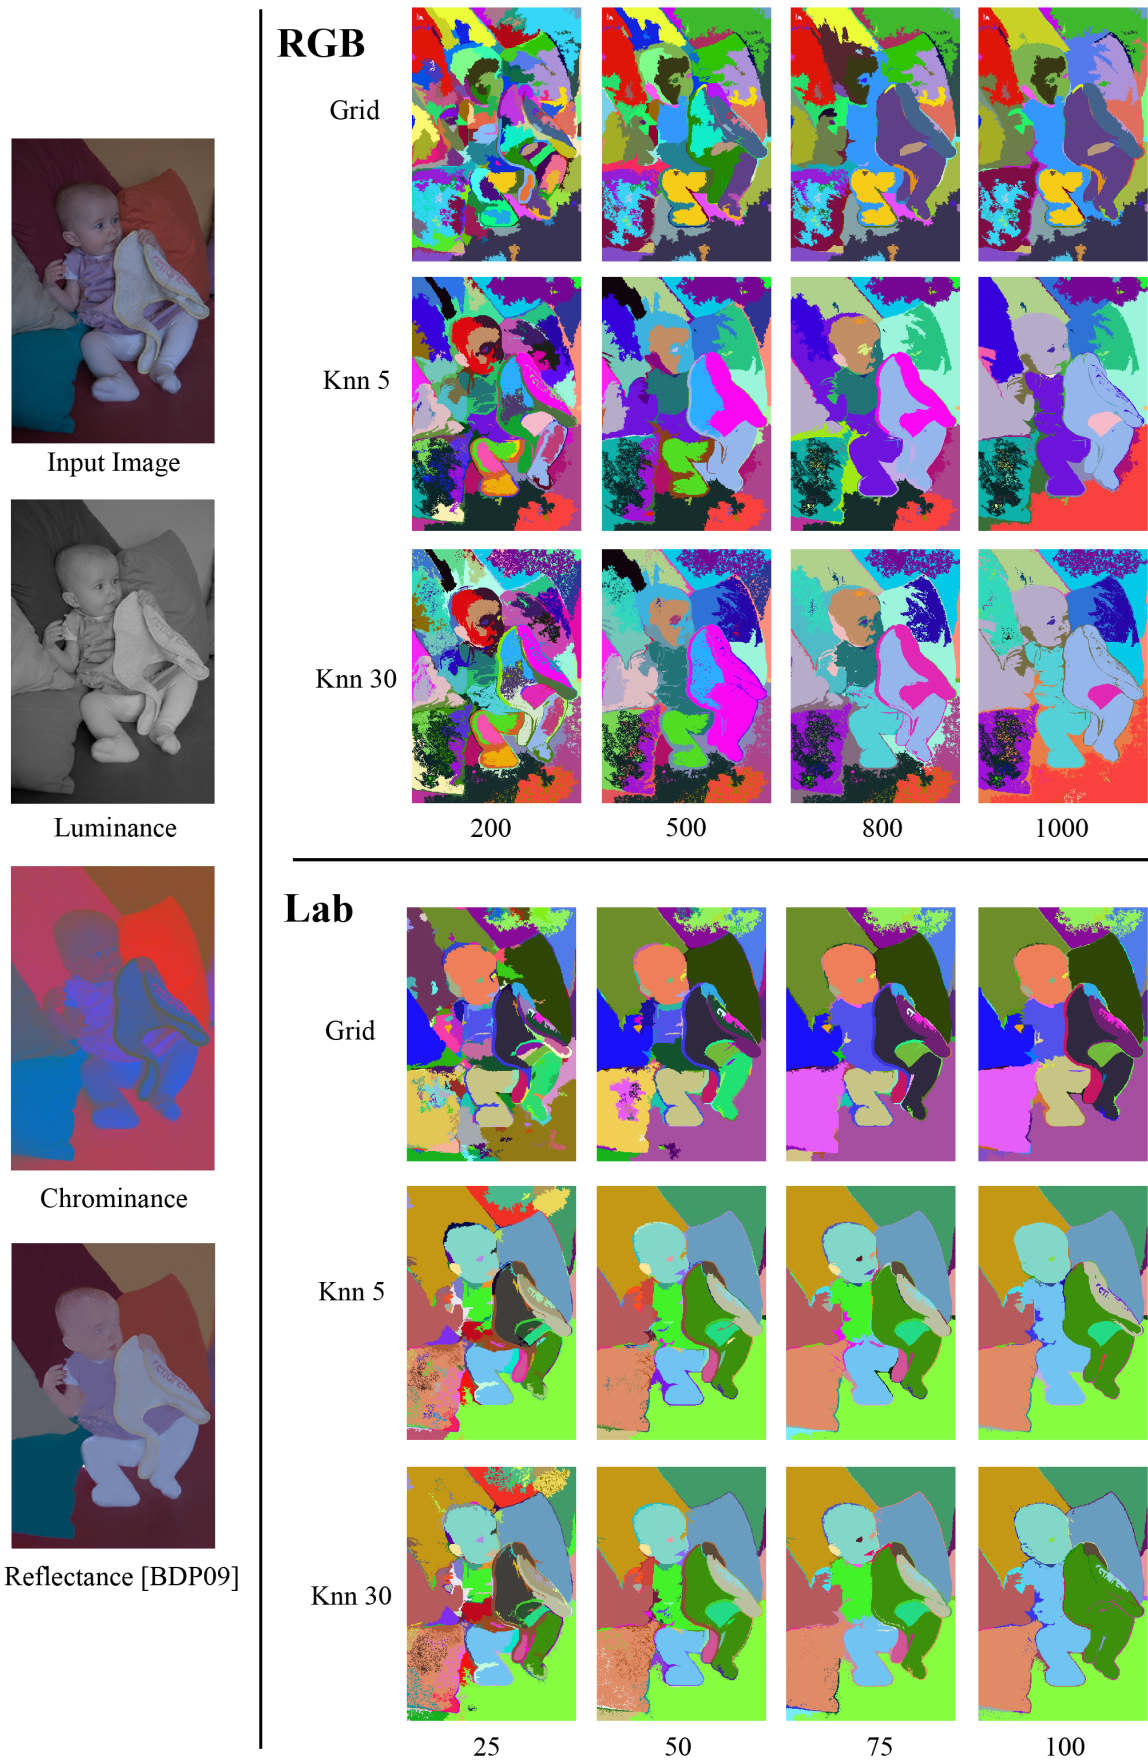 RGB
Grid
Knn 5
Knn 30
200 500 800 1000
Input Image
Luminance
Chrominance
Reflectance [BDP09]
Lab
Grid
Knn 5
Knn 30
25 50 75 100